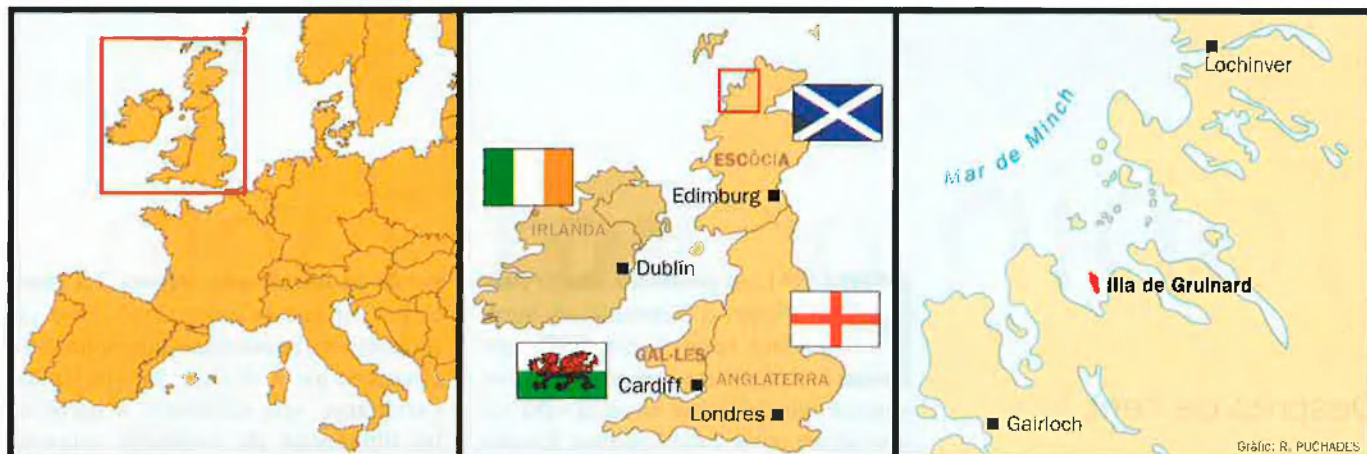 ESCÒCIA
Edimburg
IRLANDA
Dublín
GAL·LES
Cardiff
ANGLATERRA
Londres
Lochinver
Mar de Minch
Illa de Gruinard
Gairloch
Gràfic: R. PUCHADES